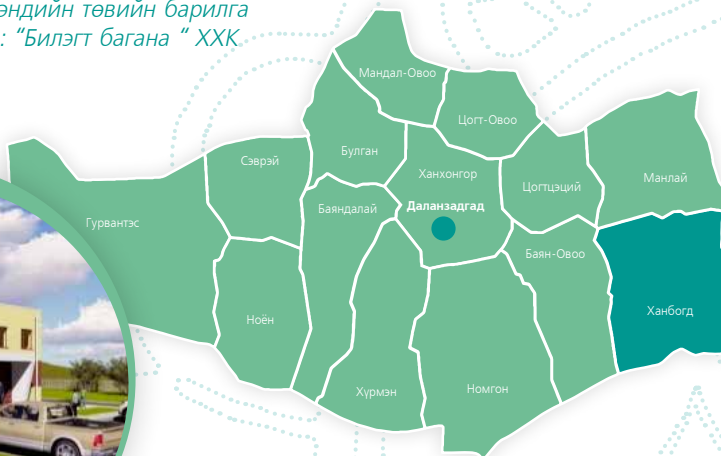 эндийн төвийн барилга
: “Билэгт багана “ ХХК
Мандал-Овоо
Цогт-Овоо
Булган
Сэврэй
Ханхонгор
Цогтцэций
Манлай
Гурвантэс
Баяндалай
Даланзадгад
Баян-Овоо
Ноён
Ханбогд
Хүрмэн
Номгон